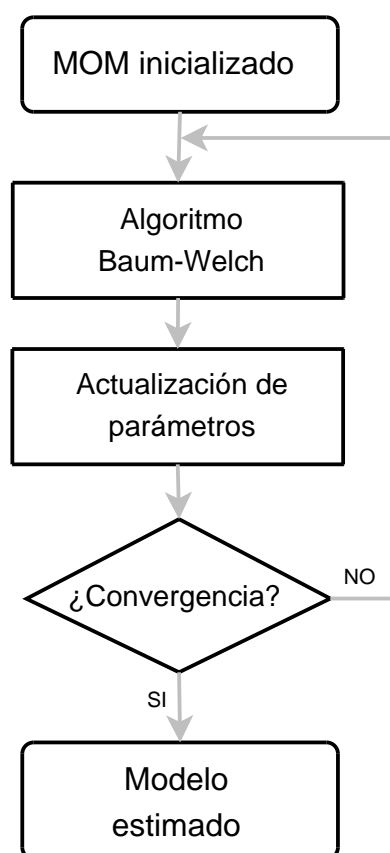 MOM inicializado
Algoritmo
Baum-Welch
Actualización de
parámetros
¿Convergencia?
NO
SI
Modelo
estimado